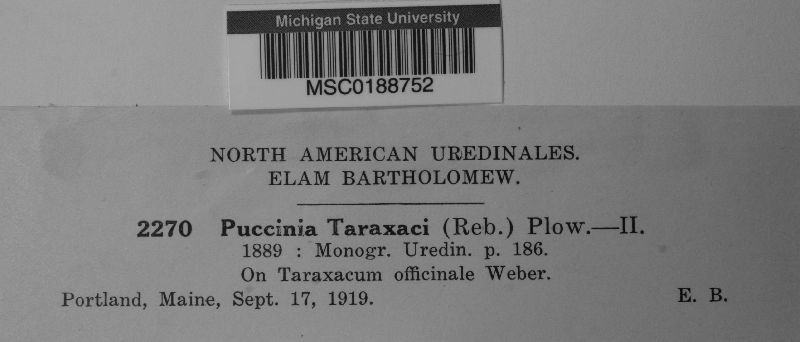 Michigan State University
MSC0188752
NORTH AMERICAN UREDINALES.
ELAM BARTHOLOMEW.
2270 Puccinia Taraxaci (Reb.) Plow.—II.
1889 : Monogr. Uredin. p. 186.
On Taraxacum officinale Weber.
Portland, Maine, Sept. 17, 1919. E. B.